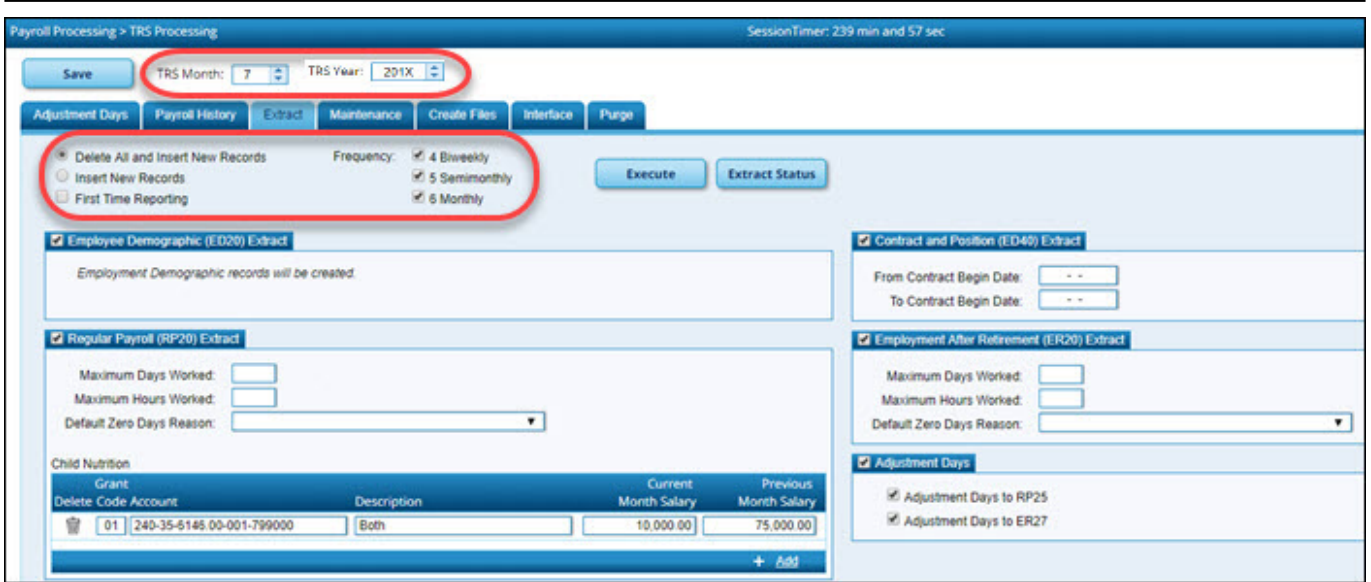 Payroll Processing > TRS Processing SessionTimer: 239 min and 57 sec
Save TRS Month: 7 TRS Year: 201X
Adjustment Days Payroll History Extract Maintenance Create Files Interface Purge
Delete All and Insert New Records Frequency: 4 Biweekly
Insert New Records 5 Semimonthly Execute Extract Status
First Time Reporting 6 Monthly
Employee Demographic (ED20) Extract
Employment Demographic records will be created.
Contract and Position (ED40) Extract
From Contract Begin Date: - -
To Contract Begin Date: - -
Regular Payroll (RP20) Extract
Maximum Days Worked:
Maximum Hours Worked:
Default Zero Days Reason:
Employment After Retirement (ER20) Extract
Maximum Days Worked:
Maximum Hours Worked:
Default Zero Days Reason:
Child Nutrition
Delete Grant Code Account Description Current Month Salary Previous Month Salary
01 240-35-6146.00-001-799000 Both 10,000.00 75,000.00
+ Add
Adjustment Days
Adjustment Days to RP25
Adjustment Days to ER27